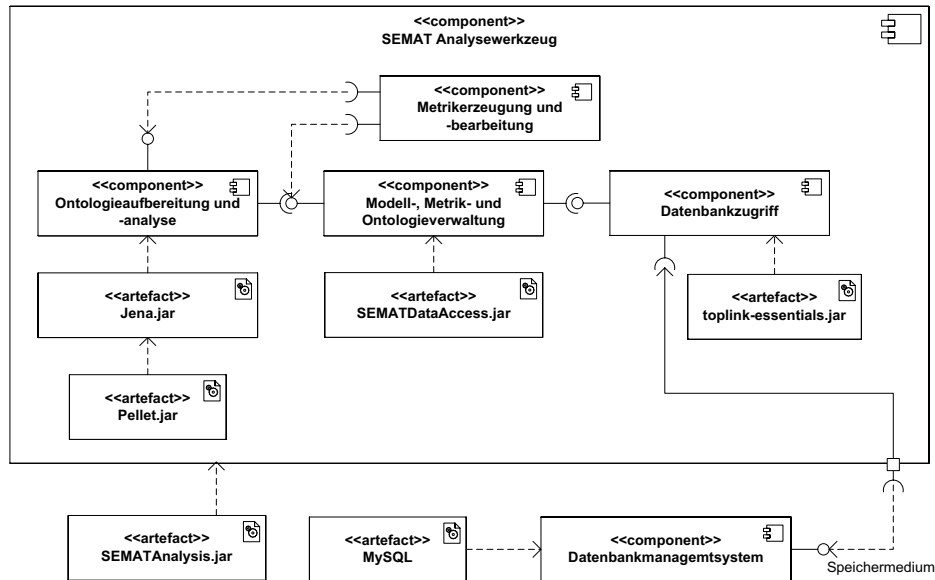 <<component>>
SEMAT Analysewerkzeug
<<component>>
Metrikerzeugung und
-bearbeitung
<<component>>
Ontologieaufbereitung und
-analyse
<<component>>
Modell-, Metrik- und
Ontologieverwaltung
<<component>>
Datenbankzugriff
<<artefact>>
Jena.jar
<<artefact>>
SEMATDataAccess.jar
<<artefact>>
toplink-essentials.jar
<<artefact>>
Pellet.jar
<<artefact>>
SEMATAnalysis.jar
<<artefact>>
MySQL
<<component>>
Datenbankmanagemtsystem
Speichermedium